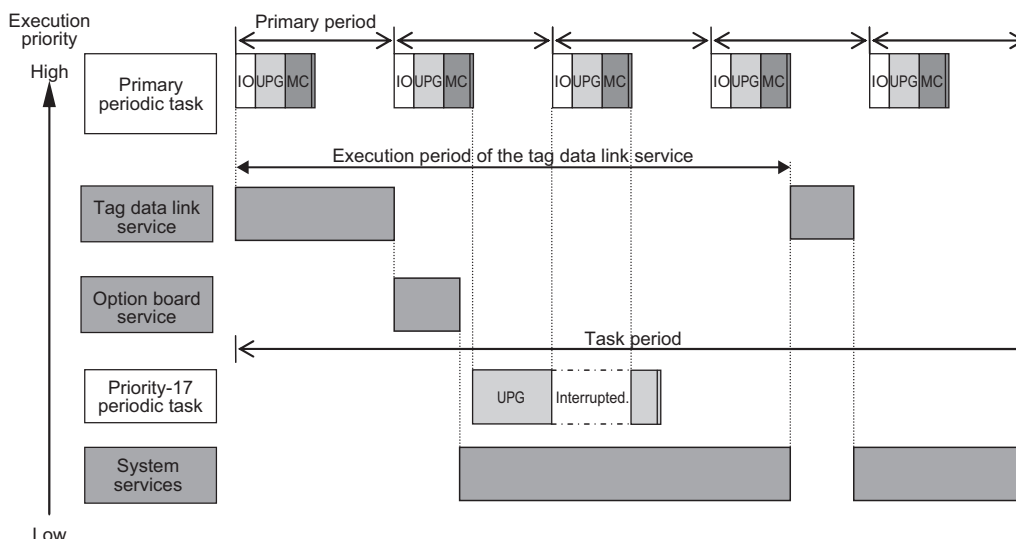 Execution
priority
High
Primary period
Primary
periodic task
IO UPG MC
IO UPG MC
IO UPG MC
IO UPG MC
IO UPG MC
Execution period of the tag data link service
Tag data link
service
Option board
service
Task period
Priority-17
periodic task
UPG
Interrupted.
System
services
Low